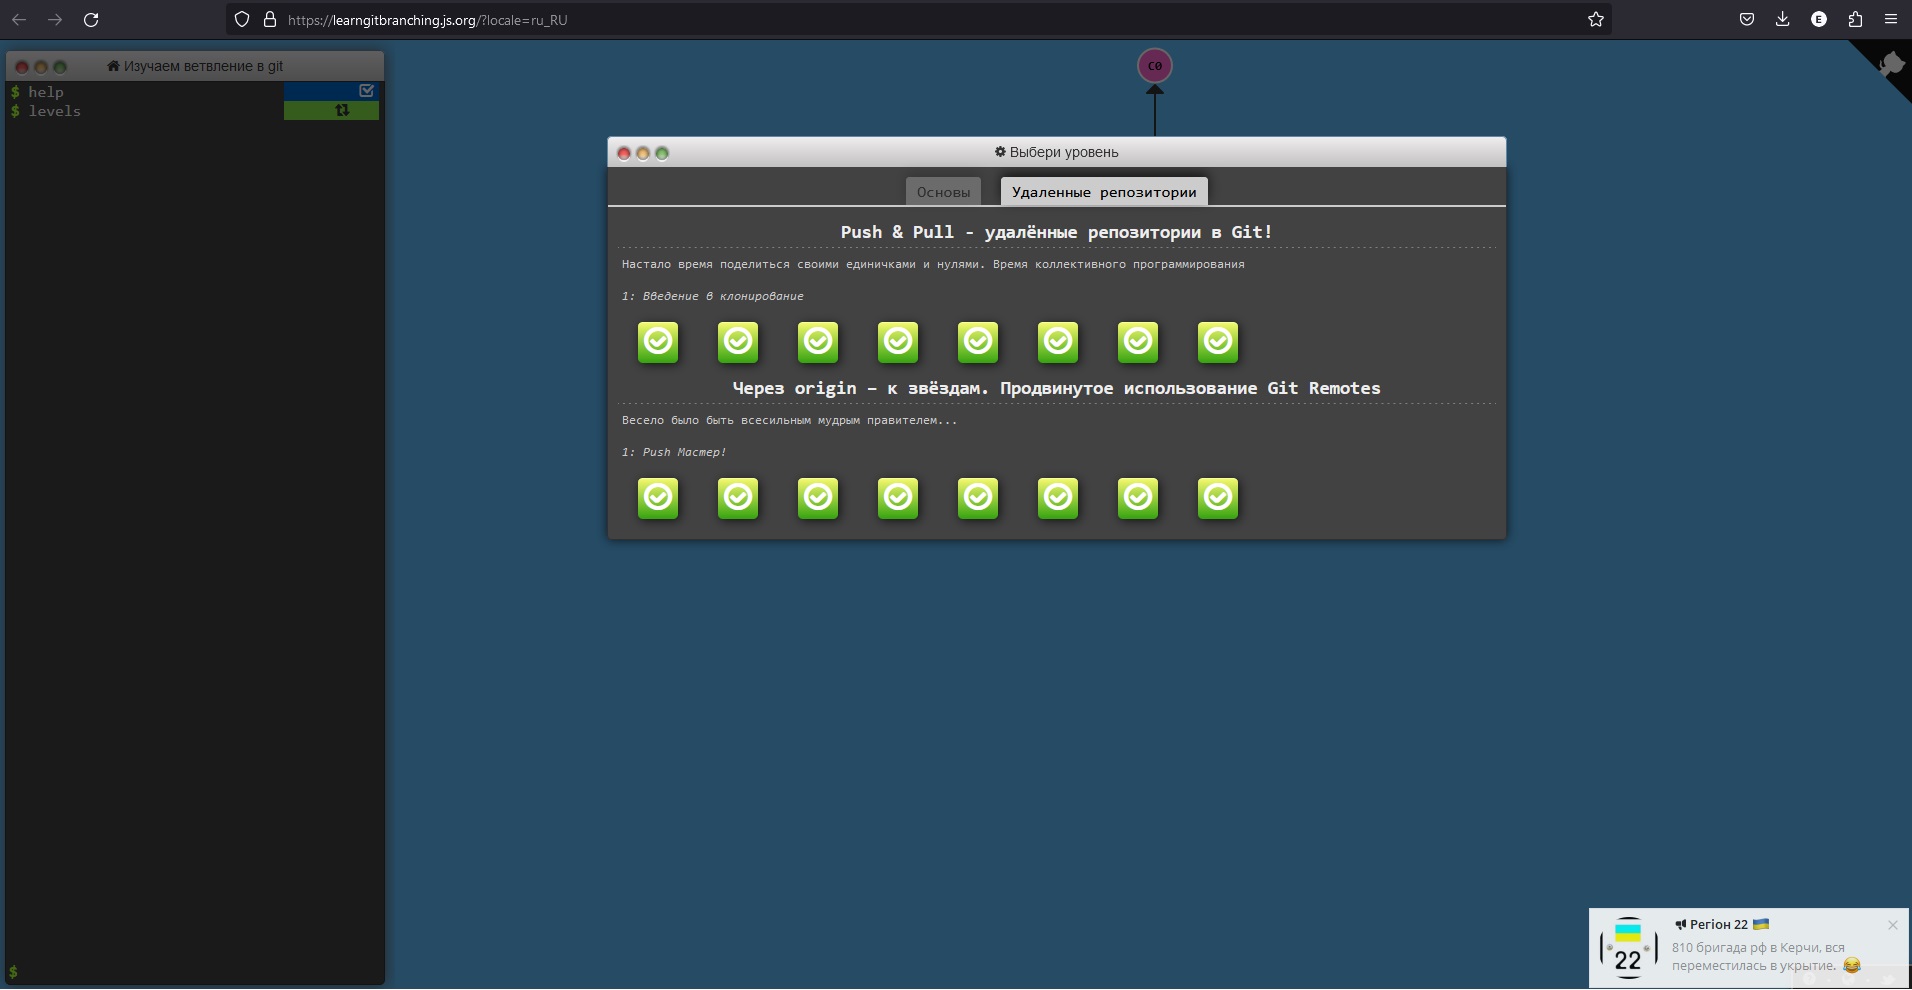 https://learngitbranching.js.org/?locale=ru_RU
E
Изучаем ветвление в git
$ help
$ levels
$
C0
Выбери уровень
Основы
Удаленные репозитории
Push & Pull - удалённые репозитории в Git!
Настало время поделиться своими единичками и нулями. Время коллективного программирования
1: Введение в клонирование
Через origin – к звёздам. Продвинутое использование Git Remotes
Весело было быть всесильным мудрым правителем...
1: Push Мастер!
Регіон 22
810 бригада рф в Керчи, вся
переместилась в укрытие.
22